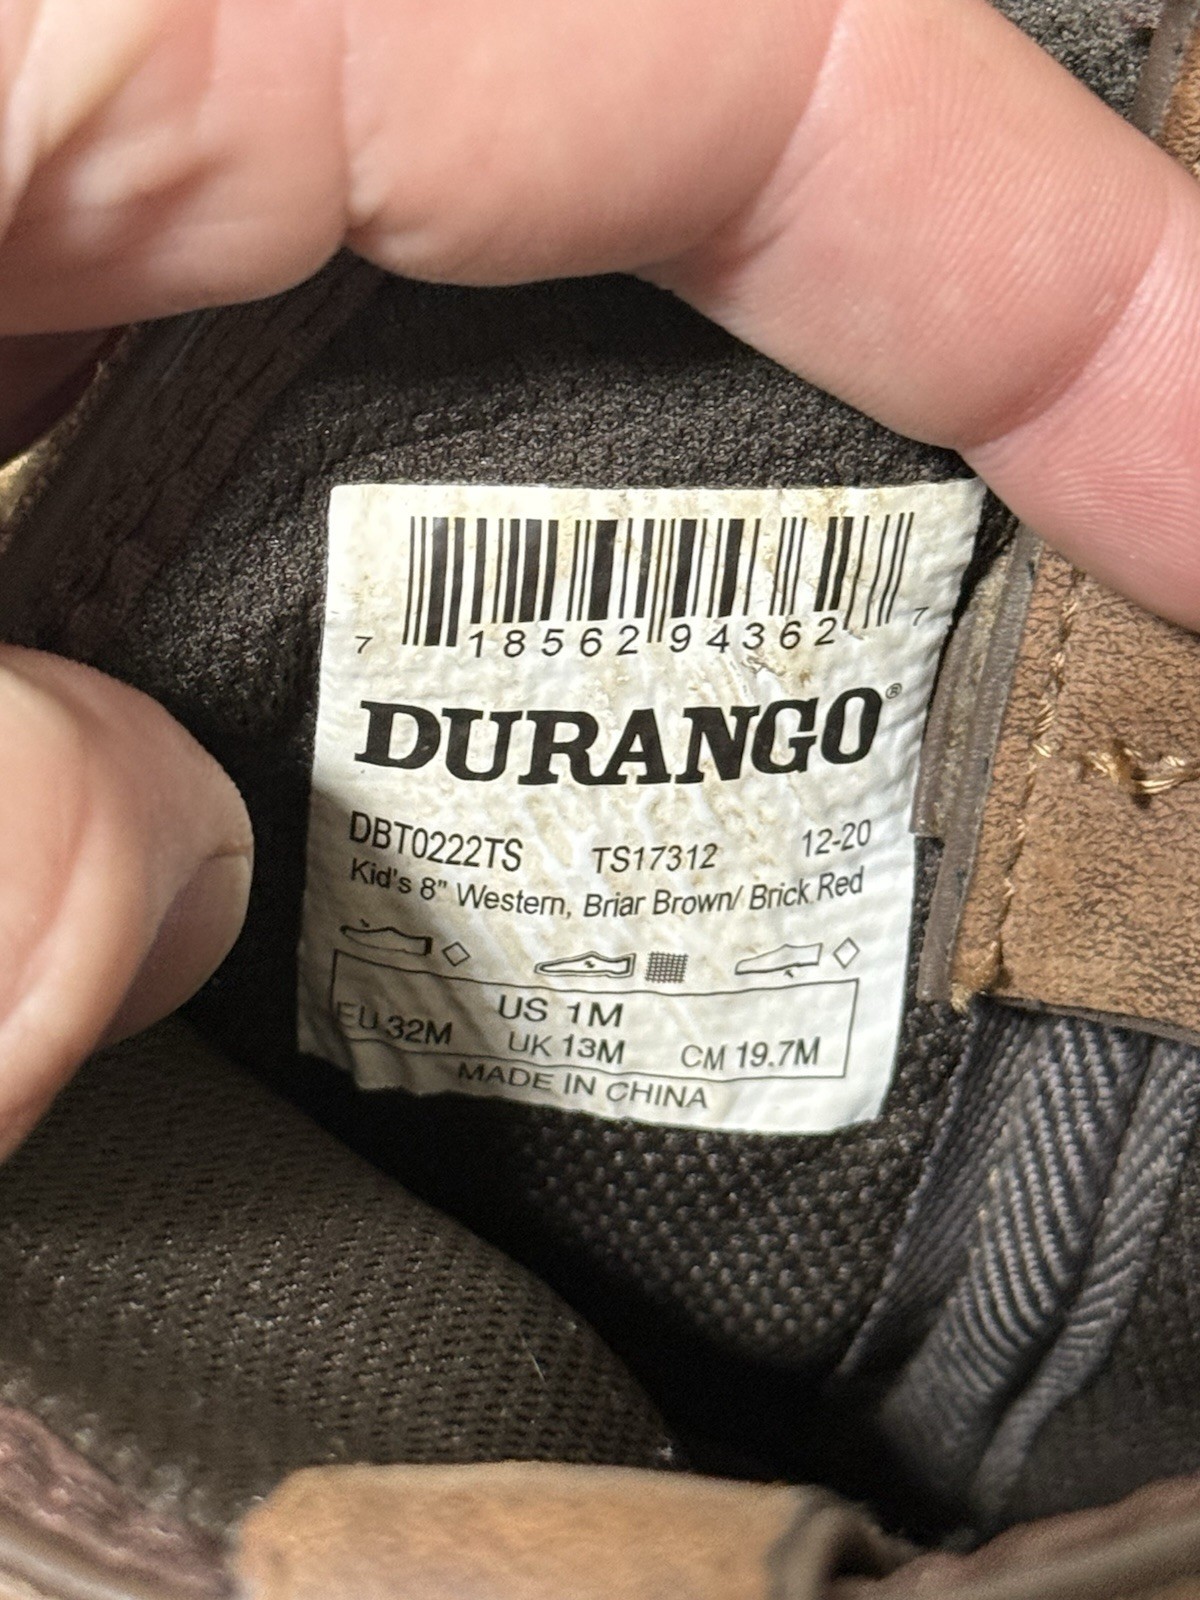 7 18562 94362 7
DURANGO®
DBT0222TS TS17312 12-20
Kid's 8" Western, Briar Brown/ Brick Red
US 1M
EU 32M UK 13M CM 19.7M
MADE IN CHINA